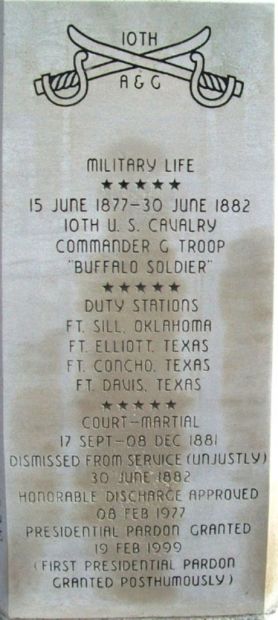 10TH
A & G
MILITARY LIFE
★★★★★
15 JUNE 1877-30 JUNE 1882
10TH U. S. CAVALRY
COMMANDER G TROOP
"BUFFALO SOLDIER"
★★★★★
DUTY STATIONS
FT. SILL, OKLAHOMA
FT. ELLIOTT, TEXAS
FT. CONCHO, TEXAS
FT. DAVIS, TEXAS
★★★★★
COURT-MARTIAL
17 SEPT-08 DEC 1881
DISMISSED FROM SERVICE (UNJUSTLY)
30 JUNE 1882
HONORABLE DISCHARGE APPROVED
08 FEB 1977
PRESIDENTIAL PARDON GRANTED
19 FEB 1999
(FIRST PRESIDENTIAL PARDON
GRANTED POSTHUMOUSLY)